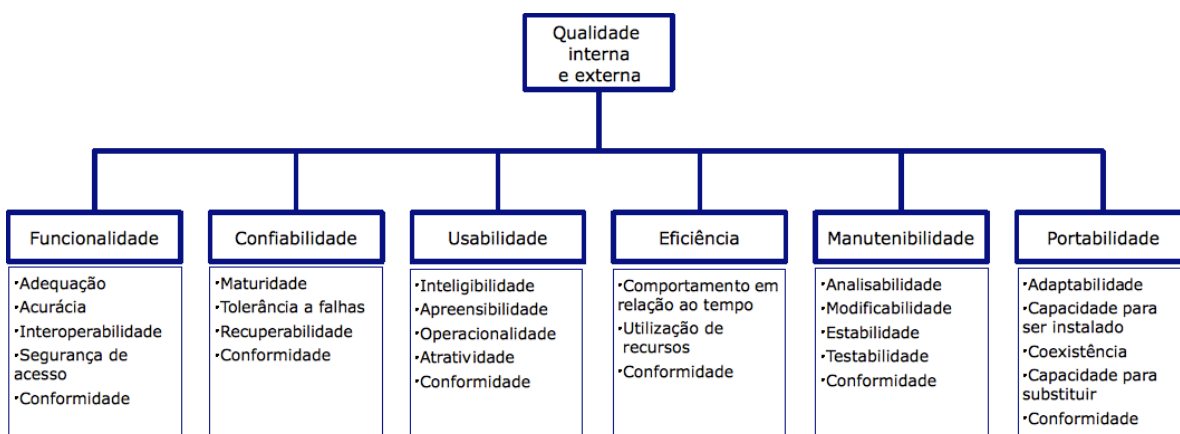 Qualidade
interna
e externa
Funcionalidade
·Adequação
·Acurácia
·Interoperabilidade
·Segurança de
acesso
·Conformidade
Confiabilidade
·Maturidade
·Tolerância a falhas
·Recuperabilidade
·Conformidade
Usabilidade
·Inteligibilidade
·Apreensibilidade
·Operacionalidade
·Atratividade
·Conformidade
Eficiência
·Comportamento em
relação ao tempo
·Utilização de
recursos
·Conformidade
Manutenibilidade
·Analisabilidade
·Modificabilidade
·Estabilidade
·Testabilidade
·Conformidade
Portabilidade
·Adaptabilidade
·Capacidade para
ser instalado
·Coexistência
·Capacidade para
substituir
·Conformidade